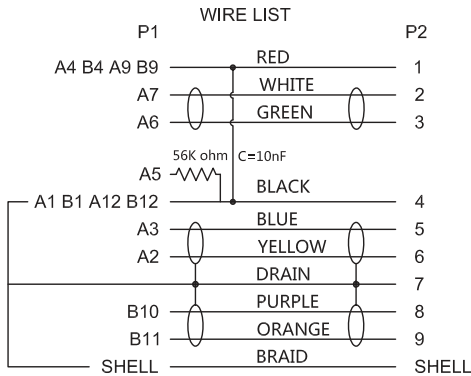 WIRE LIST
P1 P2
A4 B4 A9 B9 RED 1
A7 WHITE 2
A6 GREEN 3
A5 56K ohm C=10nF
A1 B1 A12 B12 BLACK 4
A3 BLUE 5
A2 YELLOW 6
DRAIN 7
B10 PURPLE 8
B11 ORANGE 9
SHELL BRAID SHELL